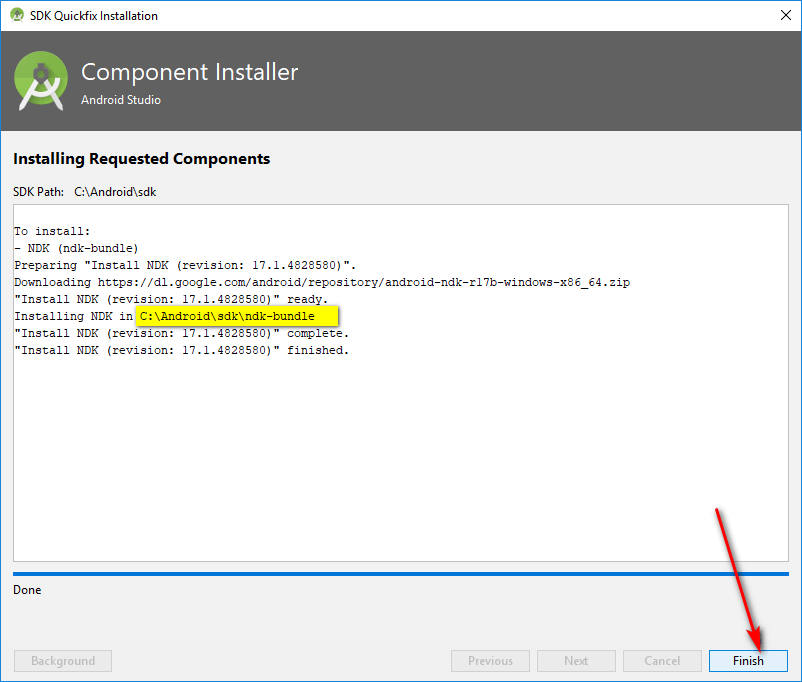 SDK Quickfix Installation
Component Installer
Android Studio
Installing Requested Components
SDK Path: C:\Android\sdk
To install:
- NDK (ndk-bundle)
Preparing "Install NDK (revision: 17.1.4828580)".
Downloading https://dl.google.com/android/repository/android-ndk-r17b-windows-x86_64.zip
"Install NDK (revision: 17.1.4828580)" ready.
Installing NDK in C:\Android\sdk\ndk-bundle
"Install NDK (revision: 17.1.4828580)" complete.
"Install NDK (revision: 17.1.4828580)" finished.
Done
Background Previous Next Cancel Finish